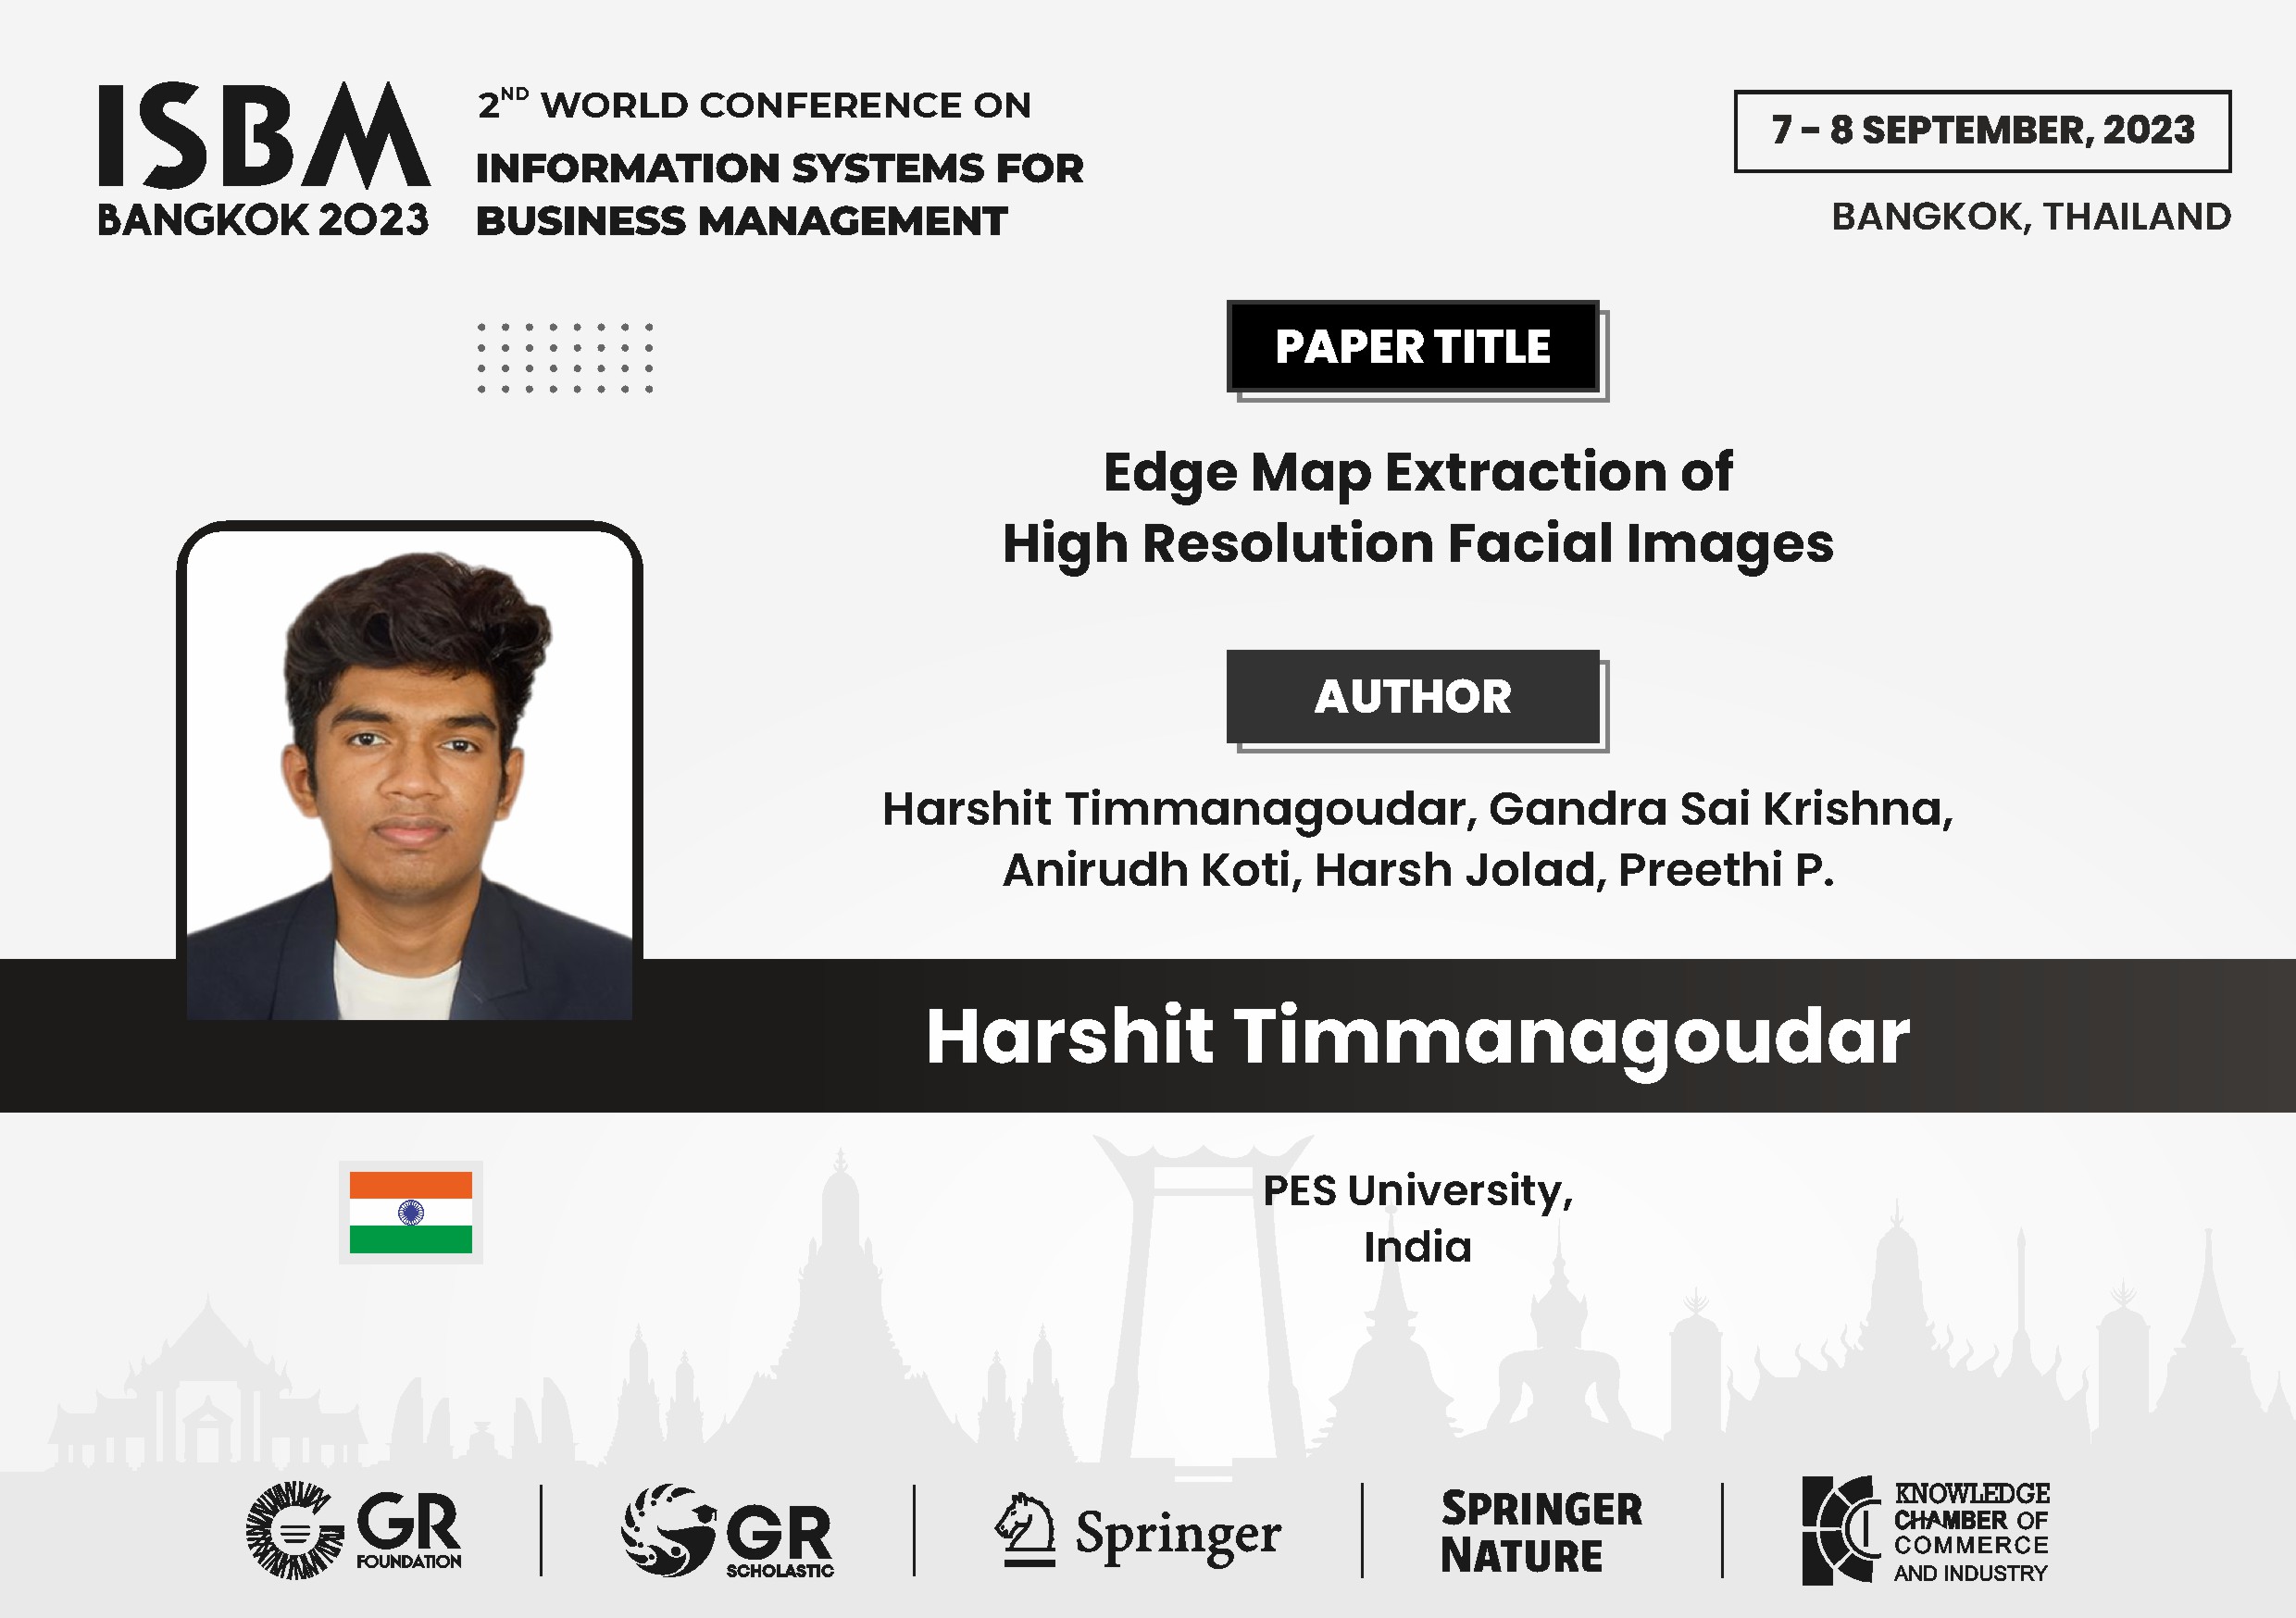 ISBM
BANGKOK 2023
2ND WORLD CONFERENCE ON
INFORMATION SYSTEMS FOR
BUSINESS MANAGEMENT
7 – 8 SEPTEMBER, 2023
BANGKOK, THAILAND
PAPER TITLE
Edge Map Extraction of
High Resolution Facial Images
AUTHOR
Harshit Timmanagoudar, Gandra Sai Krishna,
Anirudh Koti, Harsh Jolad, Preethi P.
Harshit Timmanagoudar
PES University,
India
GR
FOUNDATION
GR
SCHOLASTIC
Springer
SPRINGER
NATURE
KNOWLEDGE
CHAMBER OF
COMMERCE
AND INDUSTRY